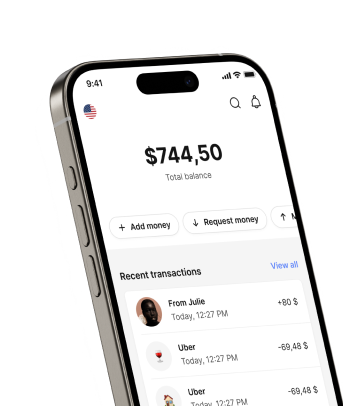 9:41
$744,50
Total balance
Add money
Request money
Recent transactions
View all
From Julie
+80 $
Today, 12:27 PM
Uber
-69,48 $
Today, 12:27 PM
Uber
-69,48 $
Today, 12:27 PM